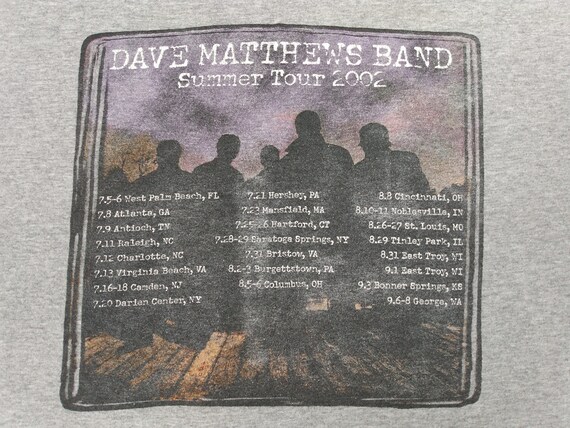 DAVE MATTHEWS BAND
Summer Tour 2002
7.5-6 West Palm Beach, FL
7.8 Atlanta, GA
7.9 Antioch, TN
7.11 Raleigh, NC
7.12 Charlotte, NC
7.13 Virginia Beach, VA
7.16-18 Camden, NJ
7.20 Darien Center, NY
7.21 Hershey, PA
7.23 Mansfield, MA
7.25-26 Hartford, CT
7.28-29 Saratoga Springs, NY
7.31 Bristow, VA
8.2-3 Burgettstown, PA
8.5-6 Columbus, OH
8.8 Cincinnati, OH
8.10-11 Noblesville, IN
8.26-27 St. Louis, MO
8.29 Tinley Park, IL
8.31 East Troy, WI
9.1 East Troy, WI
9.3 Bonner Springs, KS
9.6-8 George, WA